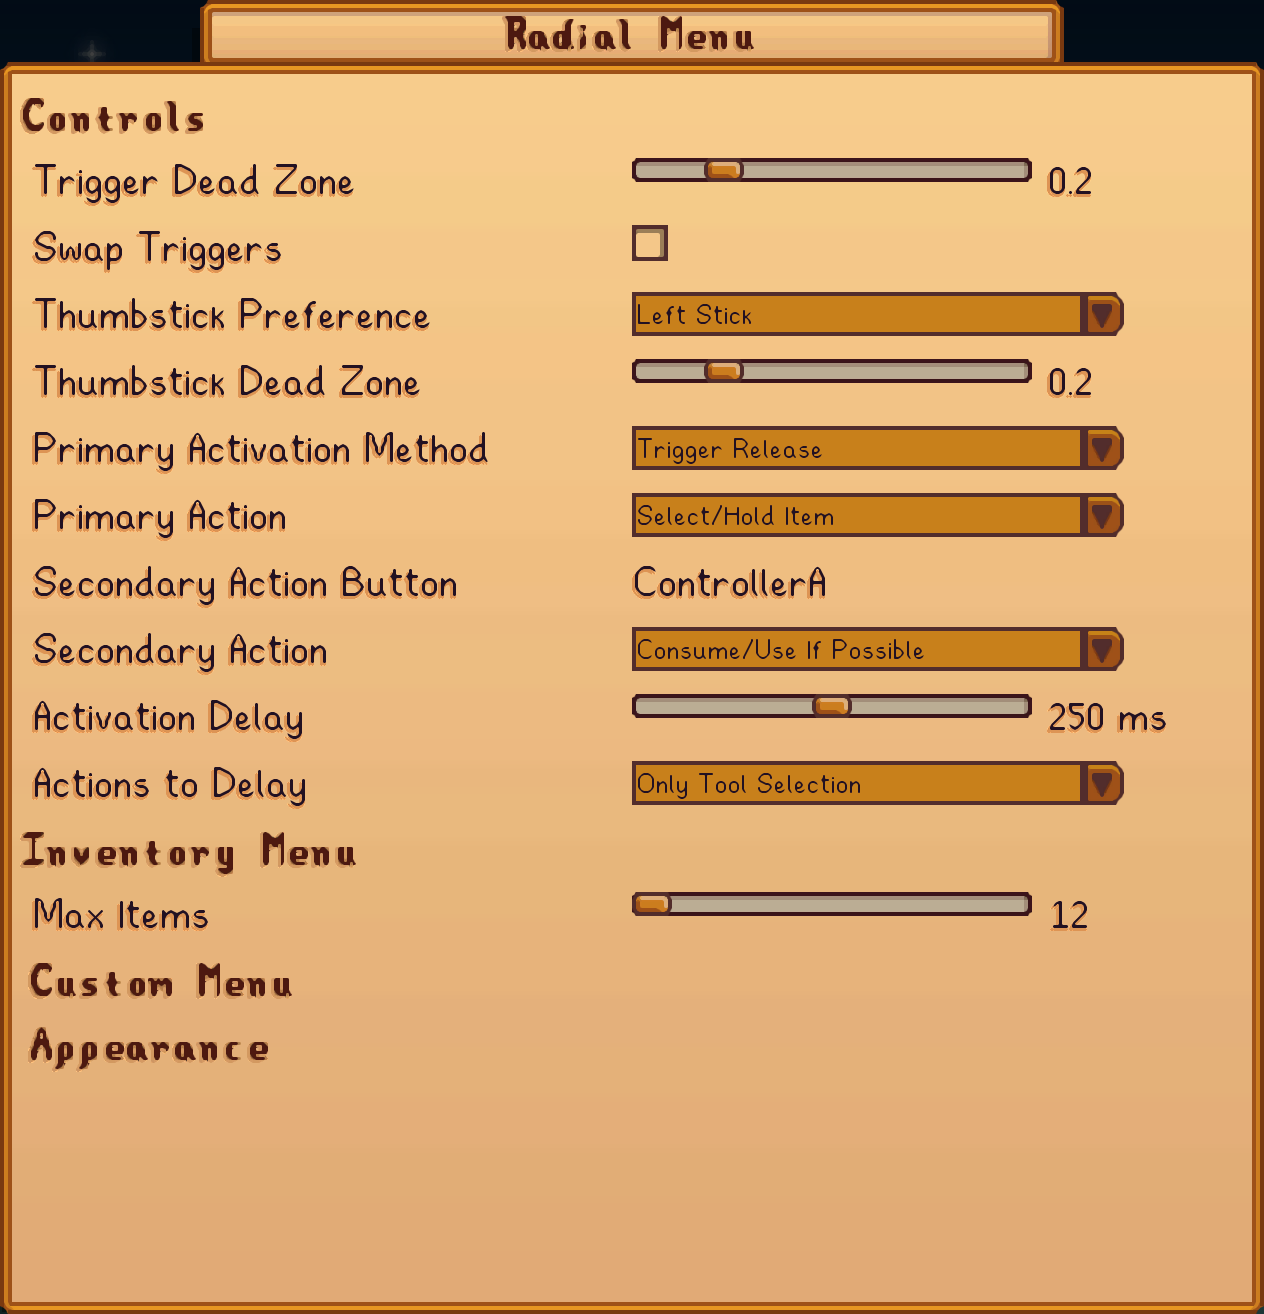 Radial Menu
Controls
Trigger Dead Zone 0.2
Swap Triggers
Thumbstick Preference Left Stick
Thumbstick Dead Zone 0.2
Primary Activation Method Trigger Release
Primary Action Select/Hold Item
Secondary Action Button ControllerA
Secondary Action Consume/Use If Possible
Activation Delay 250 ms
Actions to Delay Only Tool Selection
Inventory Menu
Max Items 12
Custom Menu
Appearance